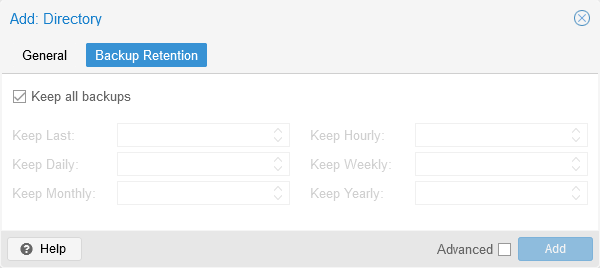 Add: Directory
General Backup Retention
Keep all backups
Keep Last: Keep Hourly:
Keep Daily: Keep Weekly:
Keep Monthly: Keep Yearly:
Help Advanced Add